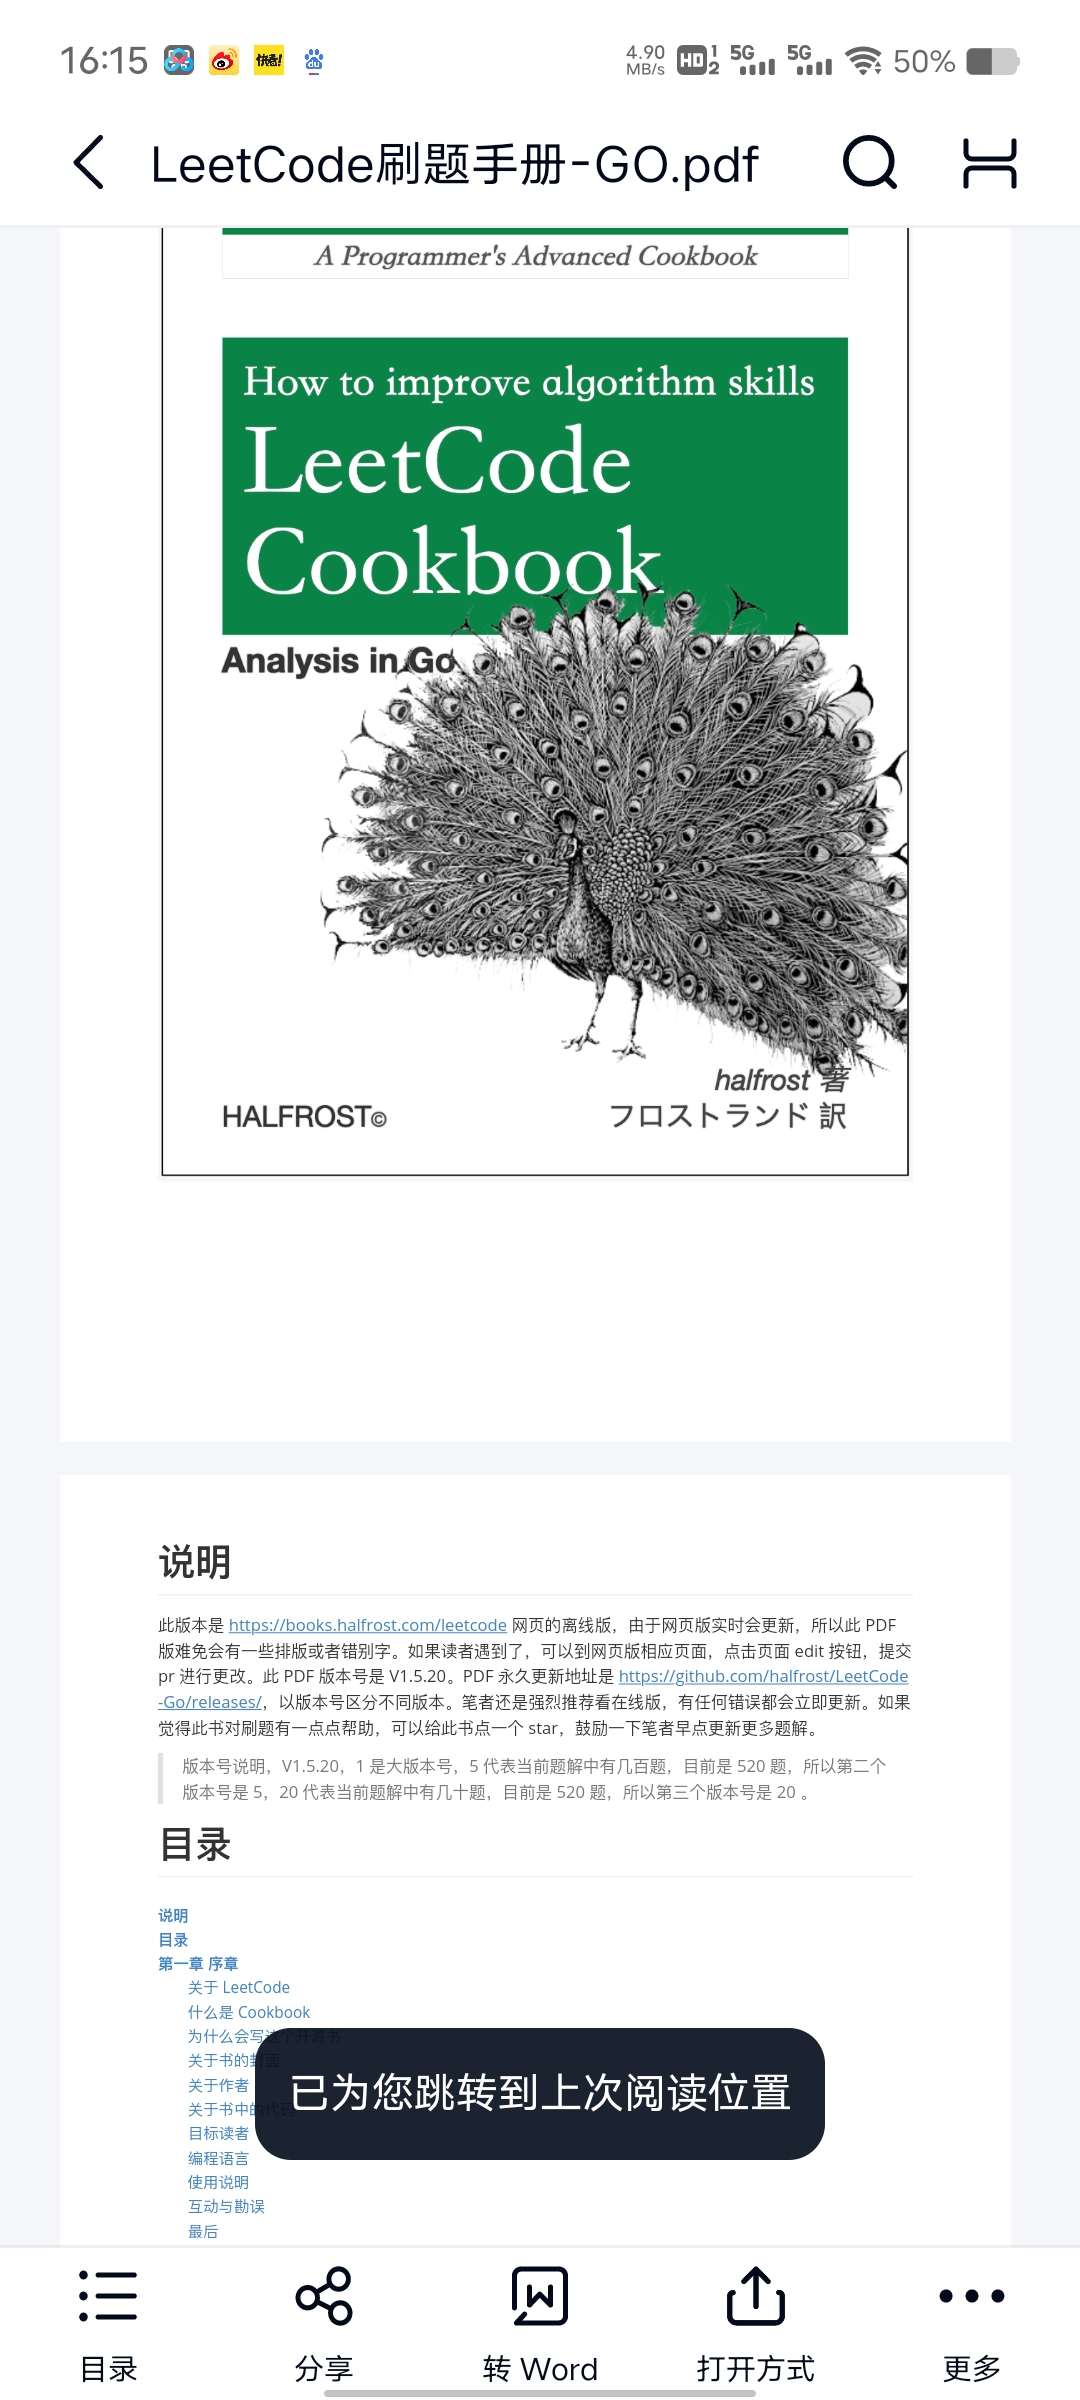 16:15
快看!
du
4.90
MB/s
HD 1 2
5G
5G
50%
LeetCode刷题手册-GO.pdf
A Programmer's Advanced Cookbook
How to improve algorithm skills
LeetCode
Cookbook
Analysis in Go
halfrost 著
HALFROST©
フロストランド 訳
说明
此版本是 https://books.halfrost.com/leetcode 网页的离线版，由于网页版实时会更新，所以此 PDF
版难免会有一些排版或者错别字。如果读者遇到了，可以到网页版相应页面，点击页面 edit 按钮，提交
pr 进行更改。此 PDF 版本号是 V1.5.20。PDF 永久更新地址是 https://github.com/halfrost/LeetCode
-Go/releases/，以版本号区分不同版本。笔者还是强烈推荐看在线版，有任何错误都会立即更新。如果
觉得此书对刷题有一点点帮助，可以给此书点一个 star，鼓励一下笔者早点更新更多题解。
版本号说明，V1.5.20，1 是大版本号，5 代表当前题解中有几百题，目前是 520 题，所以第二个
版本号是 5，20 代表当前题解中有几十题，目前是 520 题，所以第三个版本号是 20 。
目录
说明
目录
第一章 序章
关于 LeetCode
什么是 Cookbook
为什么会写这个开源书
关于书的封面
关于作者
关于书中的代码
目标读者
编程语言
使用说明
互动与勘误
最后
已为您跳转到上次阅读位置
目录
分享
转 Word
打开方式
更多